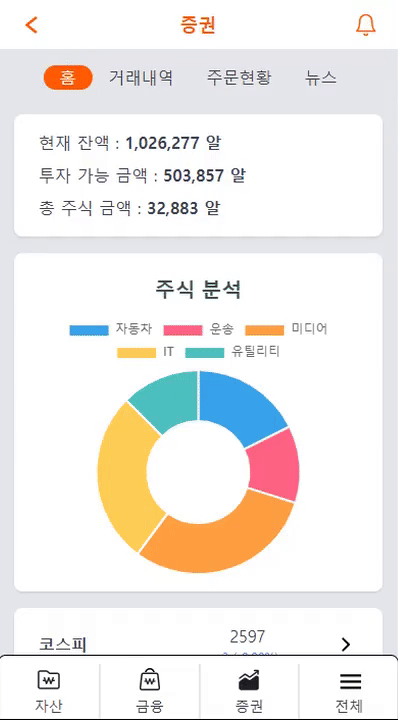 증권
홈 거래내역 주문현황 뉴스
현재 잔액 : 1,026,277 알
투자 가능 금액 : 503,857 알
총 주식 금액 : 32,883 알
주식 분석
자동차 운송 미디어
IT 유틸리티
코스피 2597
자산 금융 증권 전체